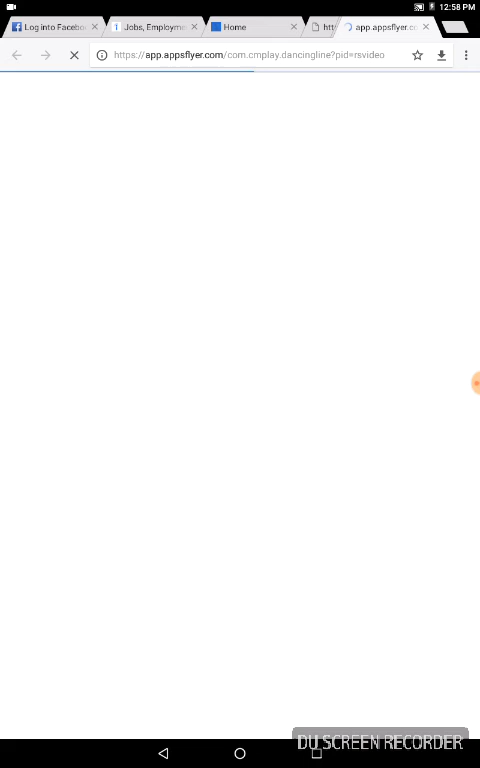 12:58 PM
Log into Facebo
Jobs, Employme
Home
htt
app.appsflyer.co
https://app.appsflyer.com/com.cmplay.dancingline?pid=rsvideo
DU SCREEN RECORDER